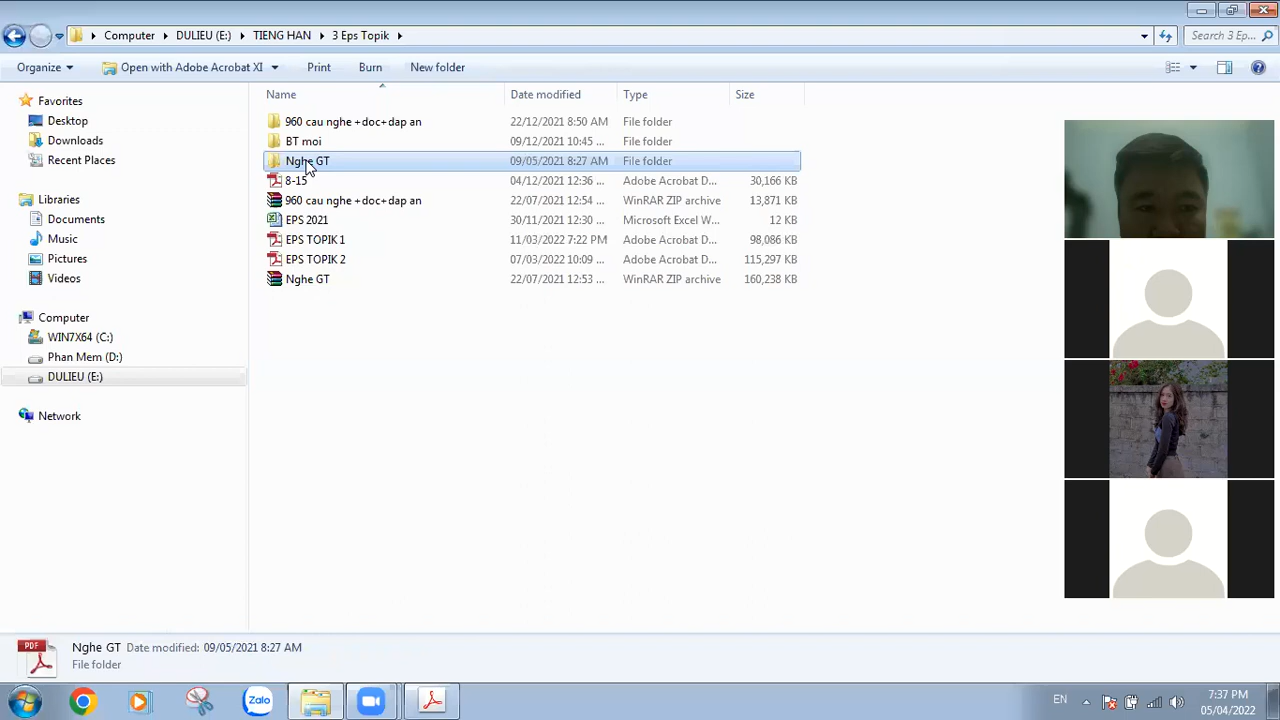 Computer DULIEU (E:) TIENG HAN 3 Eps Topik Search 3 Ep...
Organize Open with Adobe Acrobat XI Print Burn New folder
Name Date modified Type Size
Favorites
Desktop
Downloads
Recent Places
Libraries
Documents
Music
Pictures
Videos
Computer
WIN7X64 (C:)
Phan Mem (D:)
DULIEU (E:)
Network
960 cau nghe +doc+dap an 22/12/2021 8:50 AM File folder
BT moi 09/12/2021 10:45 ... File folder
Nghe GT 09/05/2021 8:27 AM File folder
8-15 04/12/2021 12:36 ... Adobe Acrobat D... 30,166 KB
960 cau nghe +doc+dap an 22/07/2021 12:54 ... WinRAR ZIP archive 13,871 KB
EPS 2021 30/11/2021 12:30 ... Microsoft Excel W... 12 KB
EPS TOPIK 1 11/03/2022 7:22 PM Adobe Acrobat D... 98,086 KB
EPS TOPIK 2 07/03/2022 10:09 ... Adobe Acrobat D... 115,297 KB
Nghe GT 22/07/2021 12:53 ... WinRAR ZIP archive 160,238 KB
PDF
Nghe GT Date modified: 09/05/2021 8:27 AM
File folder
Zalo
EN
7:37 PM
05/04/2022